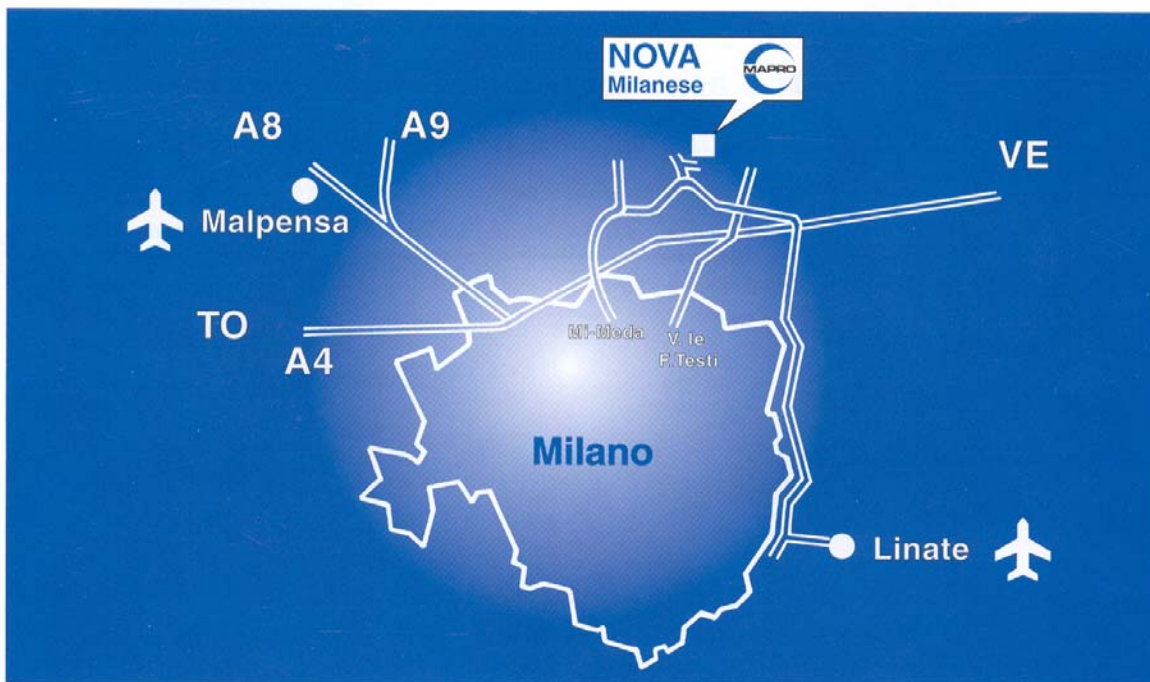 NOVA
Milanese
MAPRO
A8
A9
VE
Malpensa
TO
A4
Mi-Meda
V. le
F. Testi
Milano
Linate